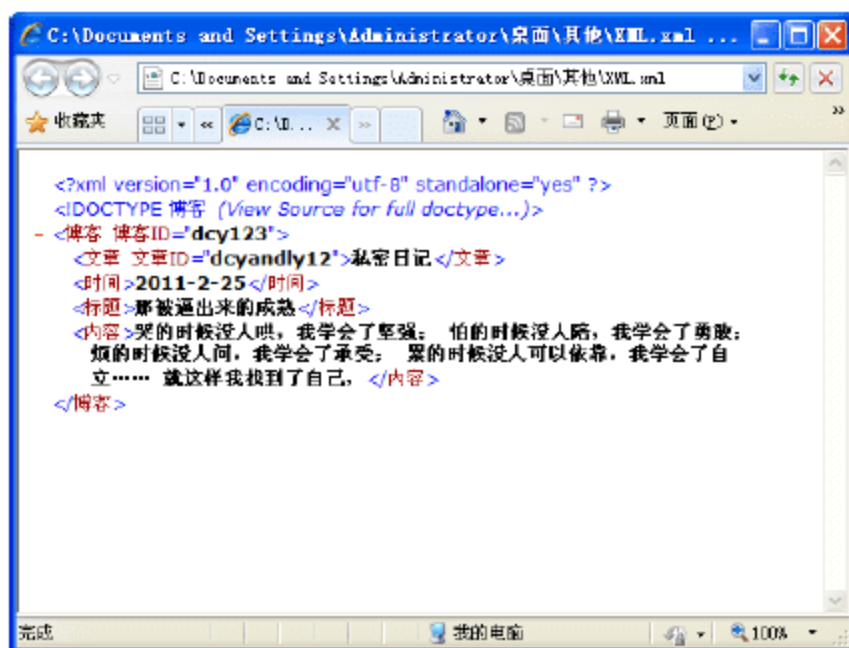 C:\Documents and Settings\Administrator\桌面\其他\XML.xml ...
C:\Documents and Settings\Administrator\桌面\其他\XML.xml
收藏夹 C:\D... 页面(P)
<?xml version="1.0" encoding="utf-8" standalone="yes" ?>
<!DOCTYPE 博客 (View Source for full doctype...)>
- <博客 博客ID="dcy123">
<文章 文章ID="dcyandly12">私密日记</文章>
<时间>2011-2-25</时间>
<标题>那被逼出来的成熟</标题>
<内容>哭的时候没人哄，我学会了坚强； 怕的时候没人陪，我学会了勇敢；
烦的时候没人问，我学会了承受； 累的时候没人可以依靠，我学会了自
立…… 就这样我找到了自己， </内容>
</博客>
完成 我的电脑 100%